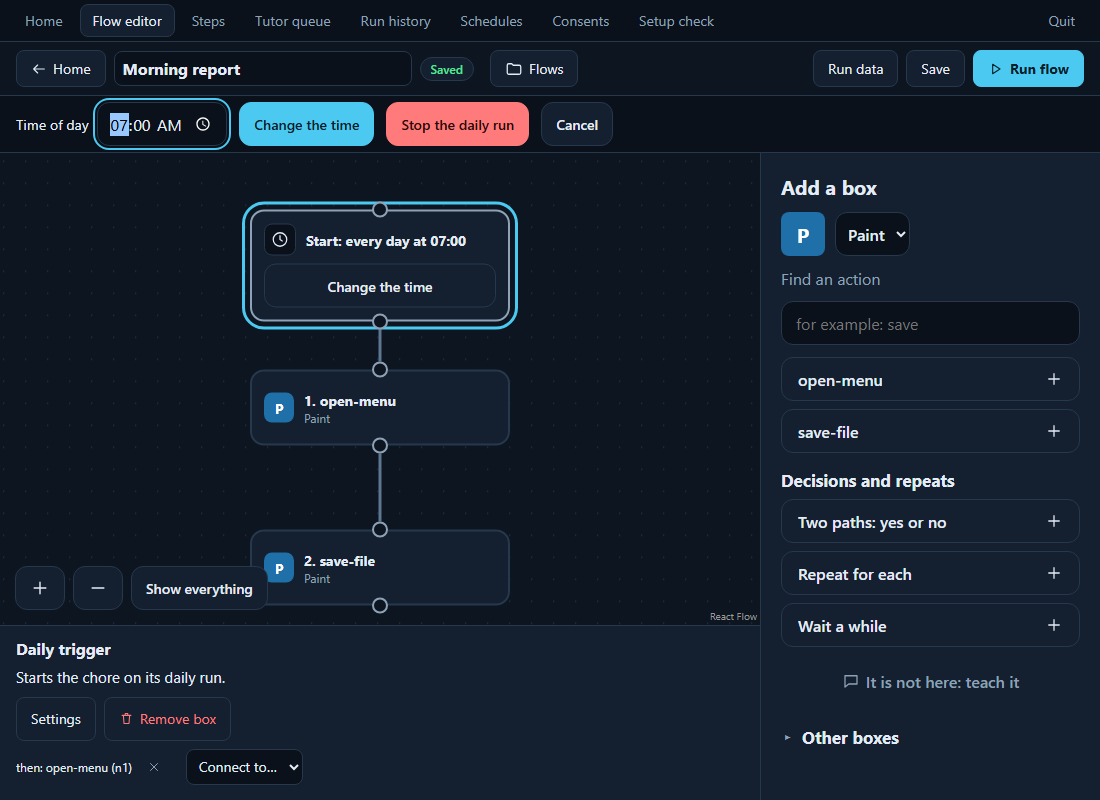 Home Flow editor Steps Tutor queue Run history Schedules Consents Setup check Quit
Home Morning report Saved Flows Run data Save Run flow
Time of day 07:00 AM Change the time Stop the daily run Cancel
Start: every day at 07:00
Change the time
P 1. open-menu
Paint
P 2. save-file
Paint
+ − Show everything
React Flow
Daily trigger
Starts the chore on its daily run.
Settings Remove box
then: open-menu (n1) × Connect to...
Add a box
P Paint
Find an action
for example: save
open-menu +
save-file +
Decisions and repeats
Two paths: yes or no +
Repeat for each +
Wait a while +
It is not here: teach it
Other boxes